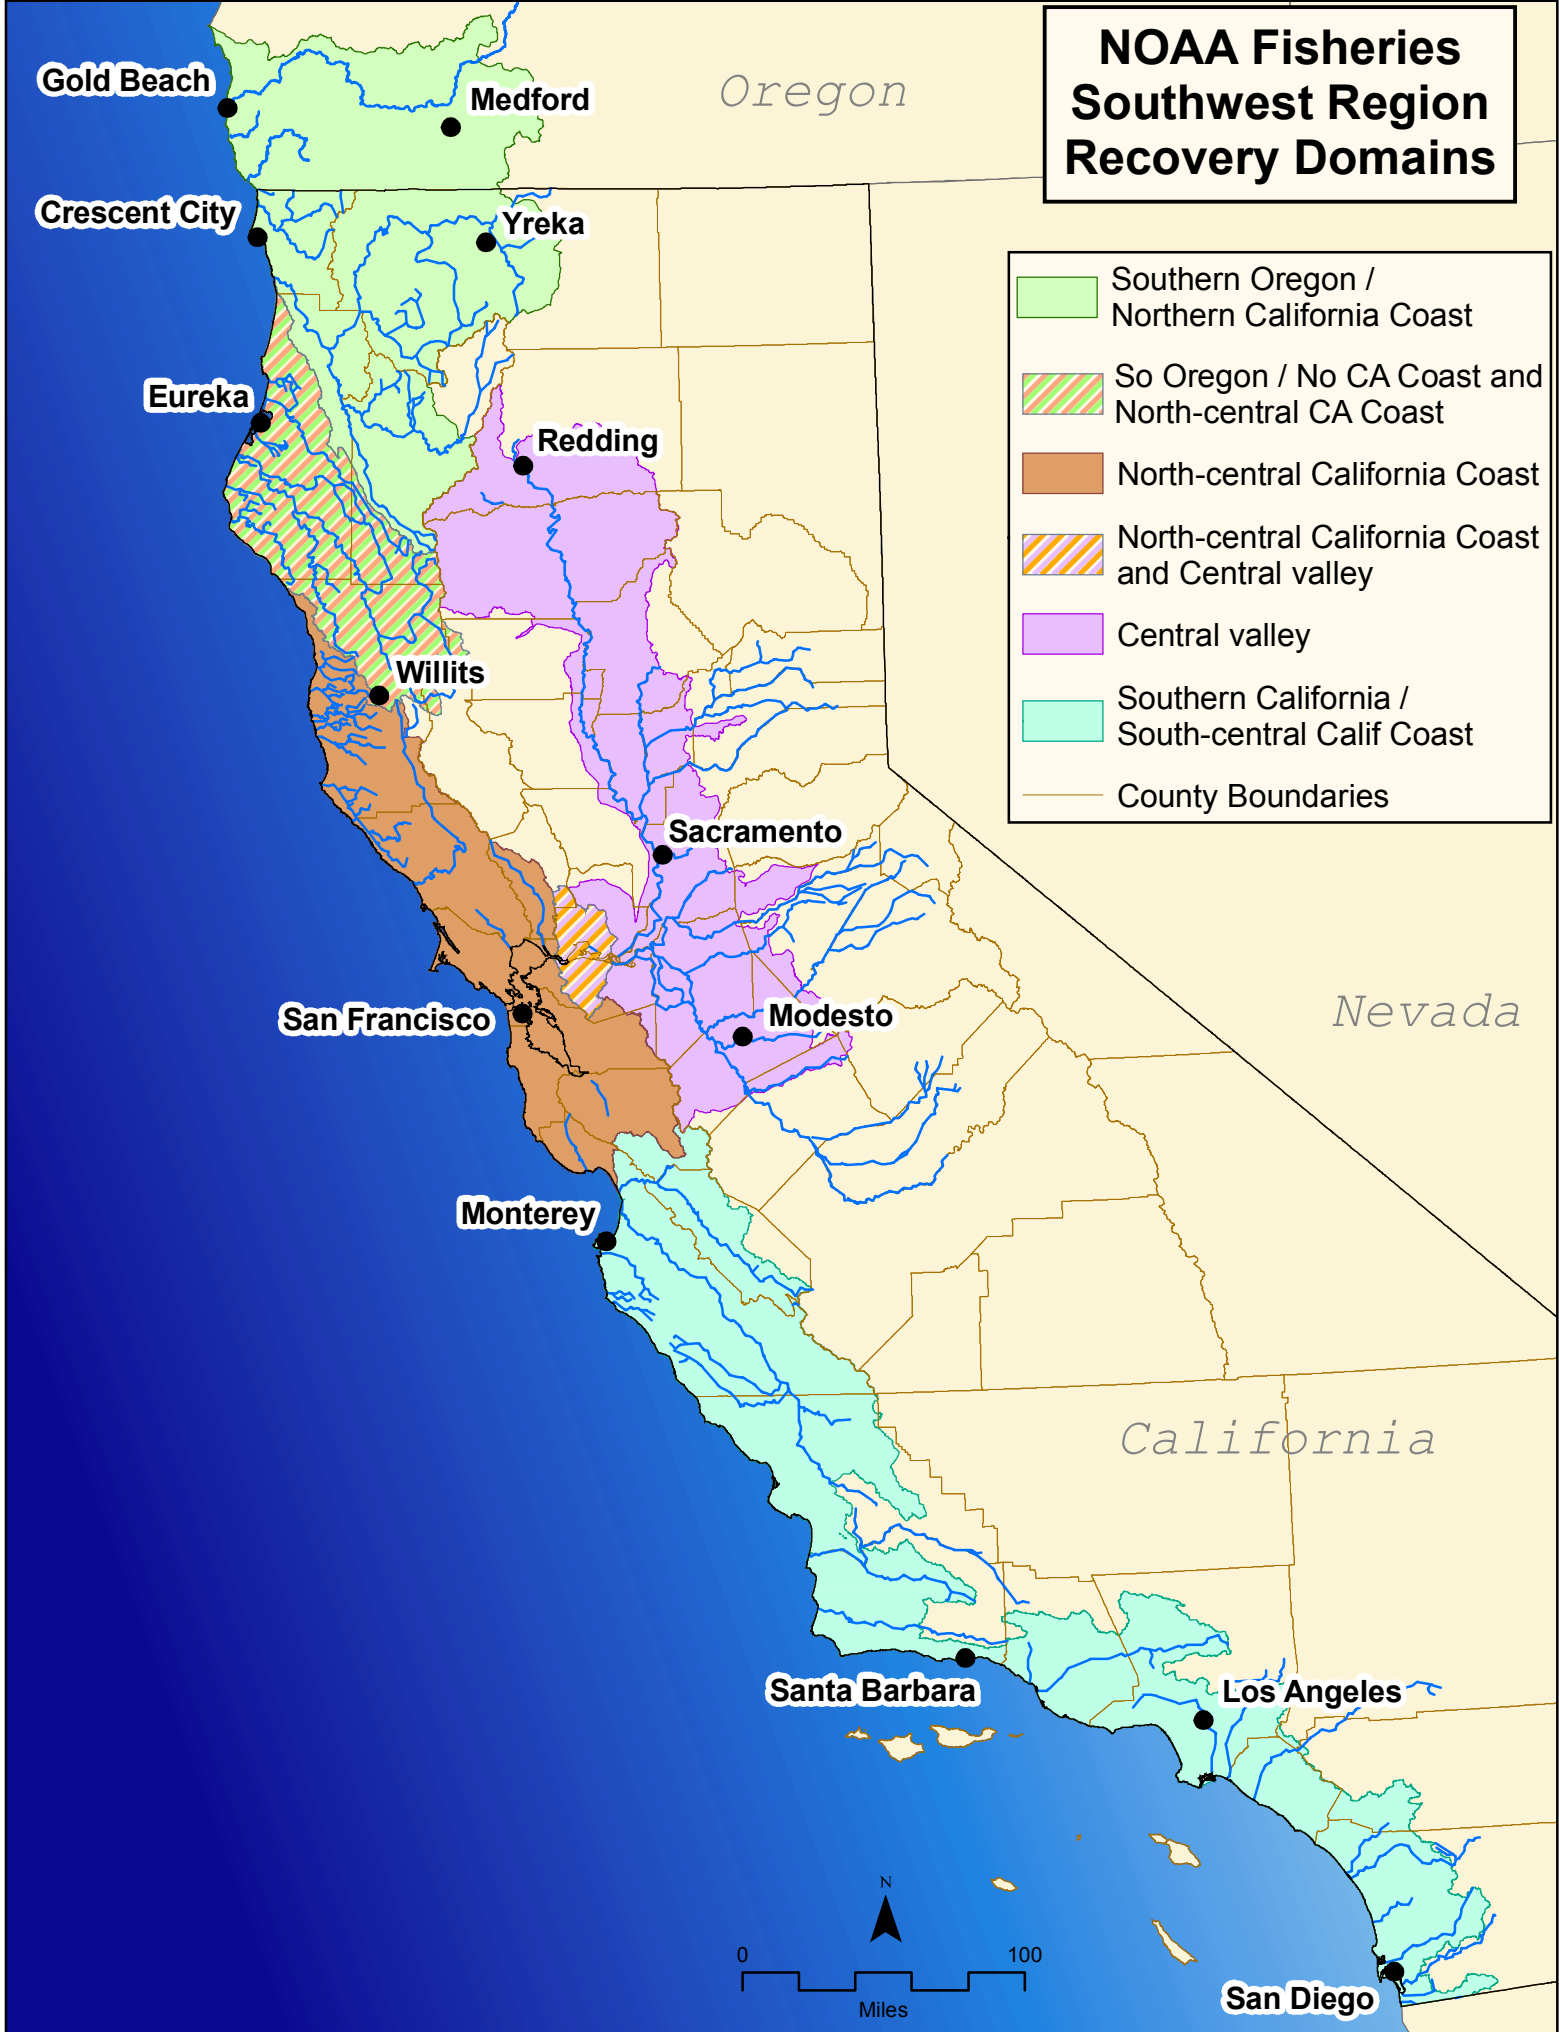 NOAA Fisheries
Southwest Region
Recovery Domains
Oregon
Gold Beach
Medford
Crescent City
Yreka
Southern Oregon /
Northern California Coast
So Oregon / No CA Coast and
North-central CA Coast
North-central California Coast
North-central California Coast
and Central valley
Central valley
Southern California /
South-central Calif Coast
County Boundaries
Eureka
Redding
Willits
Sacramento
San Francisco
Modesto
Nevada
Monterey
California
Santa Barbara
Los Angeles
San Diego
N
0 100
Miles